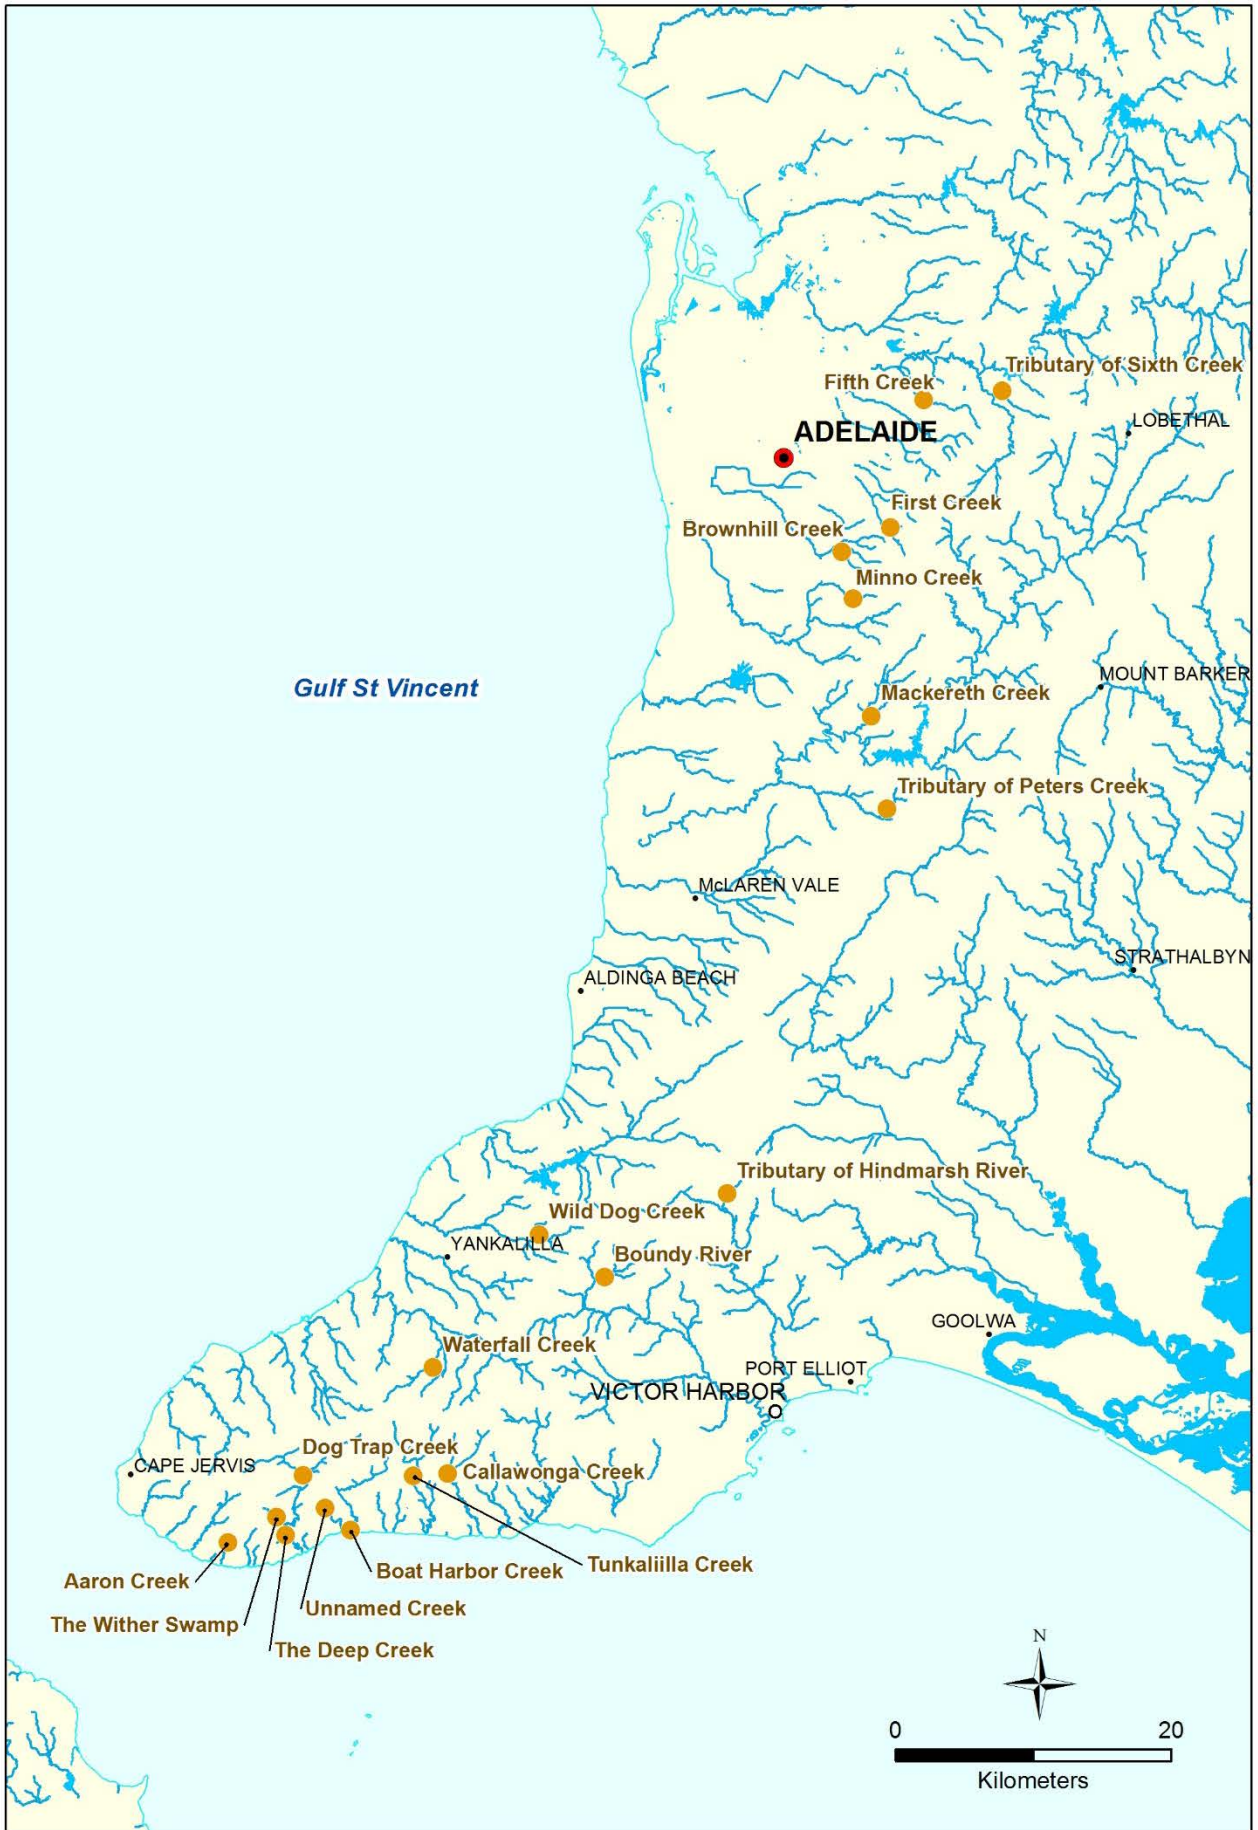 Tributary of Sixth Creek
Fifth Creek
LOBETHAL
ADELAIDE
First Creek
Brownhill Creek
Minno Creek
MOUNT BARKER
Gulf St Vincent
Mackereth Creek
Tributary of Peters Creek
McLAREN VALE
STRATHALBYN
ALDINGA BEACH
Tributary of Hindmarsh River
Wild Dog Creek
YANKALILLA
Boundy River
GOOLWA
Waterfall Creek
PORT ELLIOT
VICTOR HARBOR
Dog Trap Creek
CAPE JERVIS
Callawonga Creek
Tunkaliilla Creek
Boat Harbor Creek
Aaron Creek
Unnamed Creek
The Wither Swamp
The Deep Creek
N
0 20
Kilometers